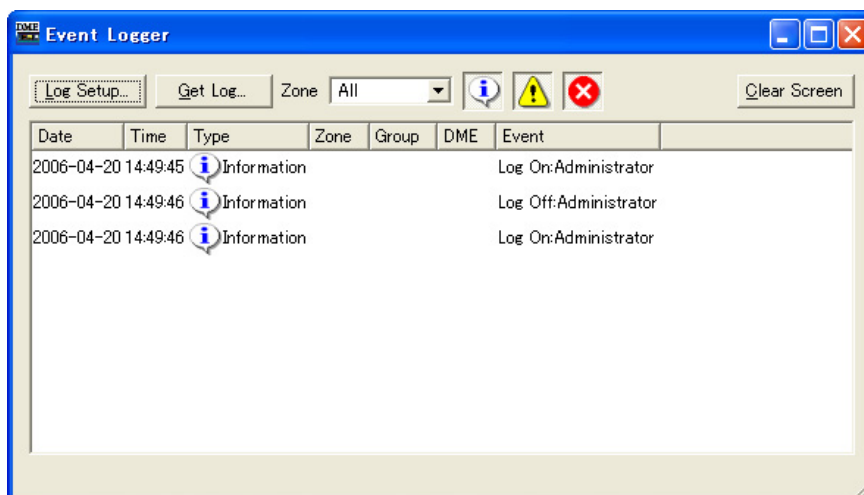 DME Event Logger
Log Setup... Get Log... Zone All Clear Screen
Date Time Type Zone Group DME Event
2006-04-20 14:49:45 Information Log On:Administrator
2006-04-20 14:49:46 Information Log Off:Administrator
2006-04-20 14:49:46 Information Log On:Administrator